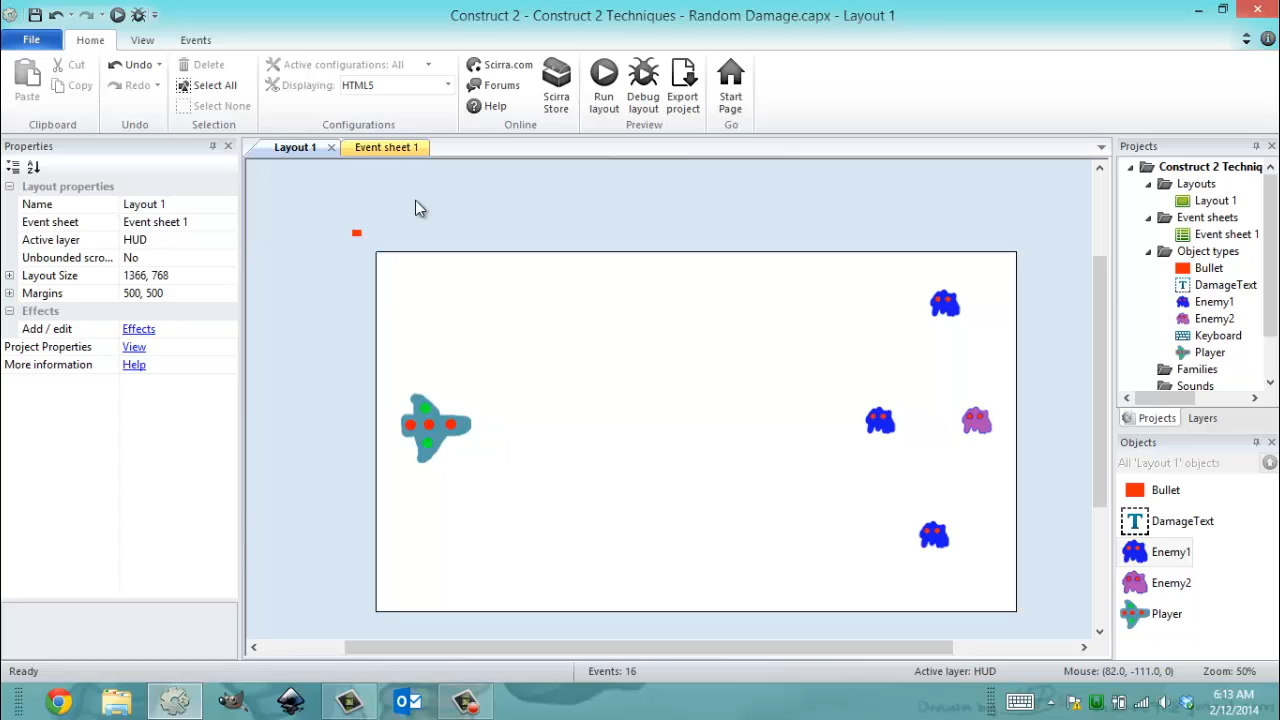 Construct 2 - Construct 2 Techniques - Random Damage.capx - Layout 1
File Home View Events
Paste Cut Copy Clipboard
Undo Redo Undo
Delete Select All Select None Selection
Active configurations: All
Displaying: HTML5
Configurations
Scirra.com Forums Help Scirra Store Online
Run layout Debug layout Export project Preview
Start Page Go
Properties
Layout 1 Event sheet 1
Projects
Layout properties
Name Layout 1
Event sheet Event sheet 1
Active layer HUD
Unbounded scro... No
Layout Size 1366, 768
Margins 500, 500
Effects
Add / edit Effects
Project Properties View
More information Help
Construct 2 Techniq
Layouts
Layout 1
Event sheets
Event sheet 1
Object types
Bullet
DamageText
Enemy1
Enemy2
Keyboard
Player
Families
Sounds
Projects Layers
Objects
All 'Layout 1' objects
Bullet
T DamageText
Enemy1
Enemy2
Player
Ready Events: 16 Active layer: HUD Mouse: (82.0, -111.0, 0) Zoom: 50%
6:13 AM
2/12/2014